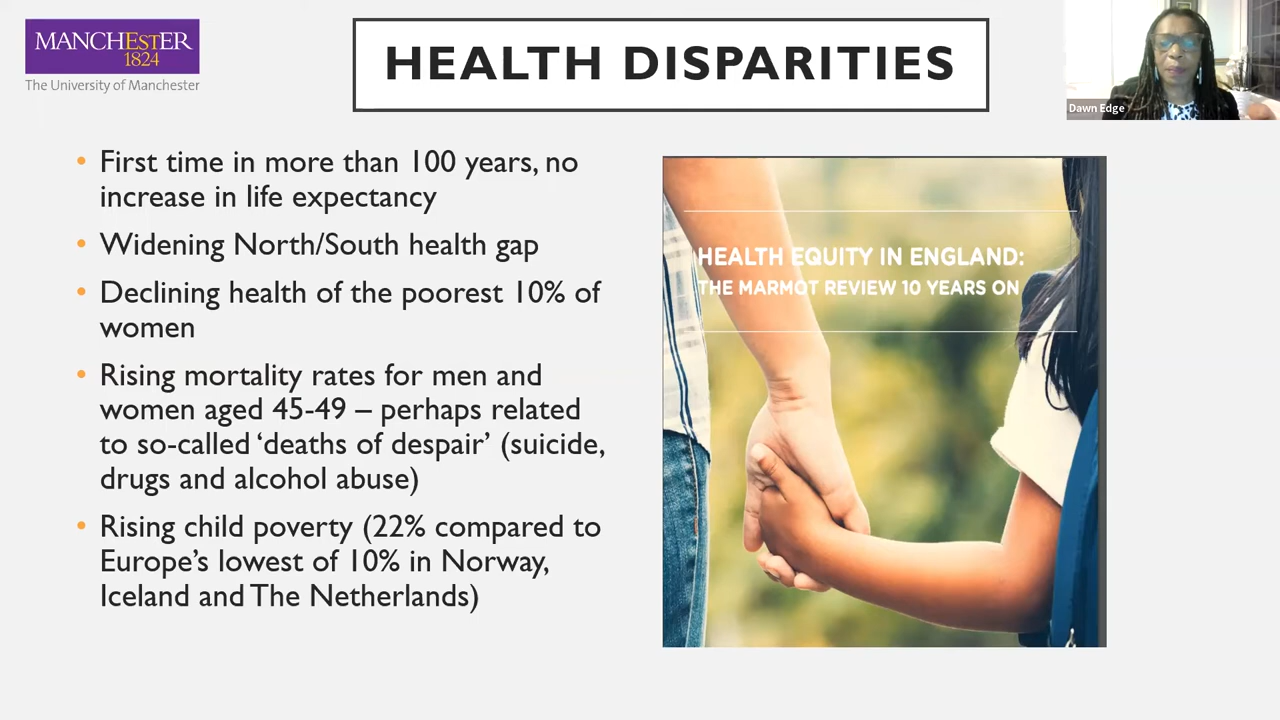 MANCHESTER
1824
The University of Manchester
HEALTH DISPARITIES
Dawn Edge
• First time in more than 100 years, no
increase in life expectancy
• Widening North/South health gap
• Declining health of the poorest 10% of
women
• Rising mortality rates for men and
women aged 45-49 – perhaps related
to so-called ‘deaths of despair’ (suicide,
drugs and alcohol abuse)
• Rising child poverty (22% compared to
Europe’s lowest of 10% in Norway,
Iceland and The Netherlands)
HEALTH EQUITY IN ENGLAND:
THE MARMOT REVIEW 10 YEARS ON